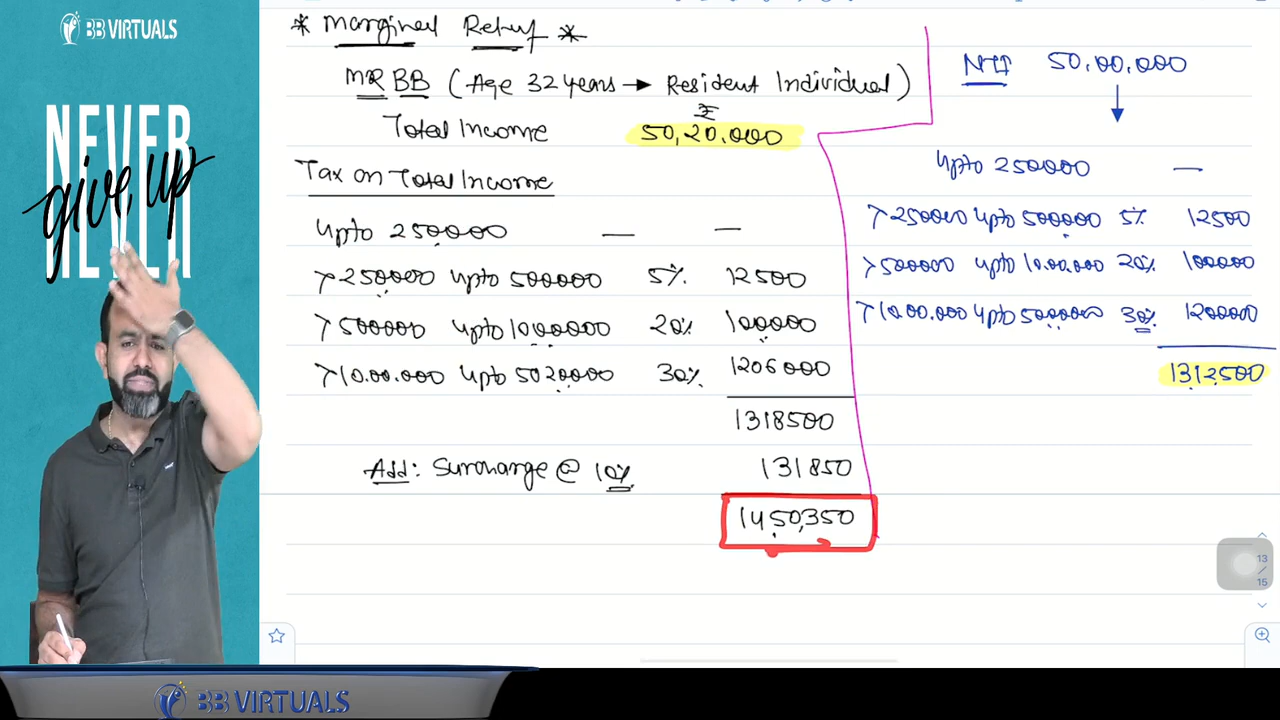 BB VIRTUALS
NEVER
give up
NEVER
* Marginal Relief *
MR BB (Age 32 years → Resident Individual)
₹
Total Income 50,20,000
Tax on Total Income
Upto 250000 — —
>250000 Upto 500000 5% 12500
>500000 Upto 1000000 20% 100000
>10,00,000 Upto 5020000 30% 1206000
1318500
Add: Surcharge @ 10% 131850
1450,350
NTI 50,00,000
Upto 250000 —
>250000 Upto 500000 5% 12500
>500000 Upto 10,00,000 20% 100000
>10,00,000 Upto 5000000 30% 1200000
1312500
13
/
15
BB VIRTUALS